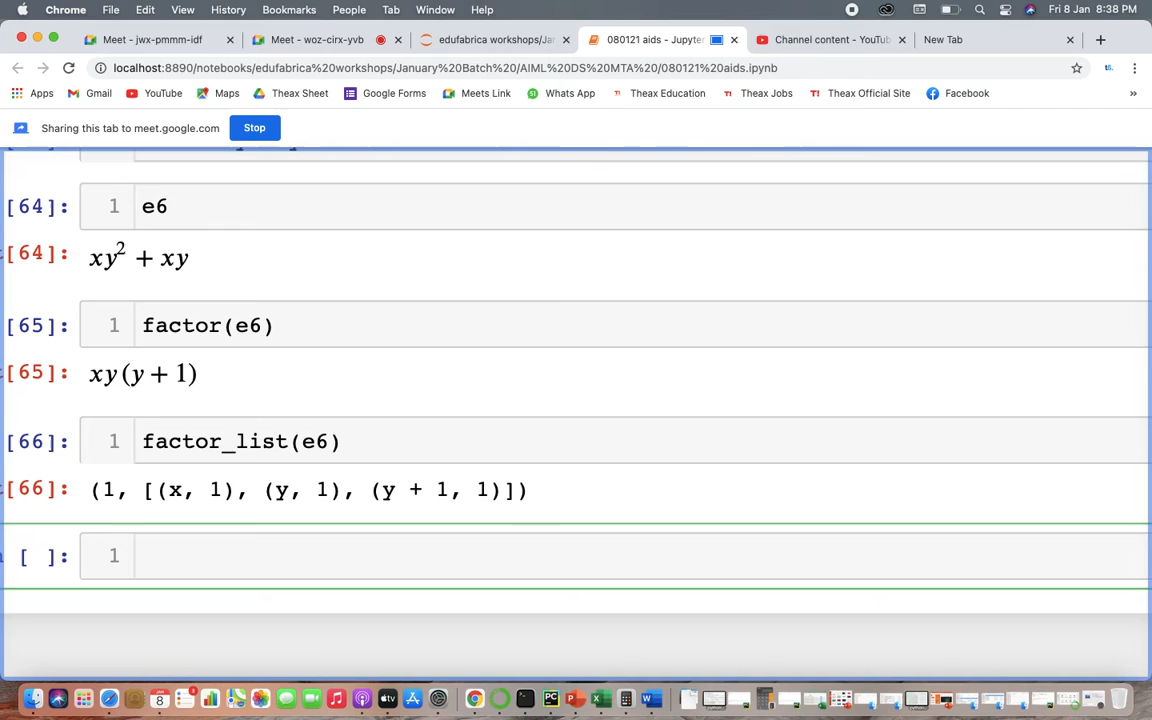 Chrome File Edit View History Bookmarks People Tab Window Help Fri 8 Jan 8:38 PM
Meet - jwx-pmmm-idf Meet - woz-cirx-yvb edufabrica workshops/Ja 080121 aids - Jupyter Channel content - YouTub New Tab
localhost:8890/notebooks/edufabrica%20workshops/January%20Batch%20/AIML%20DS%20MTA%20/080121%20aids.ipynb
Apps Gmail YouTube Maps Theax Sheet Google Forms Meets Link Whats App Theax Education Theax Jobs Theax Official Site Facebook »
Sharing this tab to meet.google.com Stop
[64]: 1 e6
[64]: xy² + xy
[65]: 1 factor(e6)
[65]: xy(y + 1)
[66]: 1 factor_list(e6)
[66]: (1, [(x, 1), (y, 1), (y + 1, 1)])
[ ]: 1